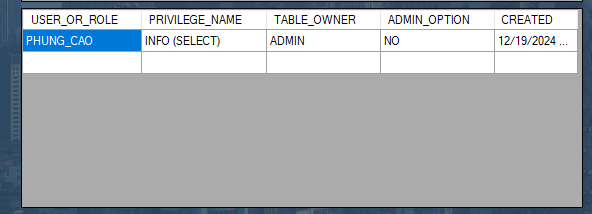 USER_OR_ROLE PRIVILEGE_NAME TABLE_OWNER ADMIN_OPTION CREATED
PHUNG_CAO INFO (SELECT) ADMIN NO 12/19/2024 ...